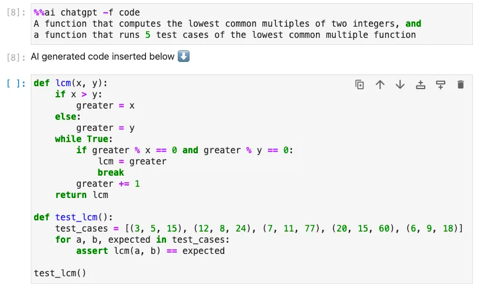 [8]: %%ai chatgpt -f code
A function that computes the lowest common multiples of two integers, and
a function that runs 5 test cases of the lowest common multiple function
[8]: AI generated code inserted below ⬇️
[ ]: def lcm(x, y):
    if x > y:
        greater = x
    else:
        greater = y
    while True:
        if greater % x == 0 and greater % y == 0:
            lcm = greater
            break
        greater += 1
    return lcm

def test_lcm():
    test_cases = [(3, 5, 15), (12, 8, 24), (7, 11, 77), (20, 15, 60), (6, 9, 18)]
    for a, b, expected in test_cases:
        assert lcm(a, b) == expected

test_lcm()